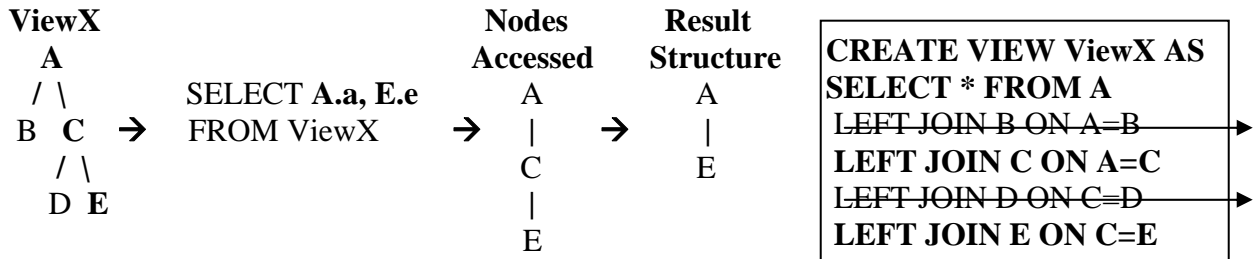 ViewX
A
/ \
B C
/ \
D E
→
SELECT A.a, E.e
FROM ViewX
→
Nodes
Accessed
A
|
C
|
E
→
Result
Structure
A
|
E
CREATE VIEW ViewX AS
SELECT * FROM A
LEFT JOIN B ON A=B
LEFT JOIN C ON A=C
LEFT JOIN D ON C=D
LEFT JOIN E ON C=E